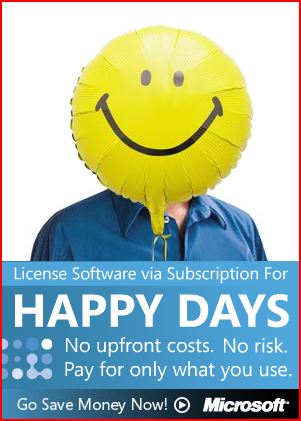 License Software via Subscription For
HAPPY DAYS
No upfront costs. No risk.
Pay for only what you use.
Go Save Money Now! Microsoft®